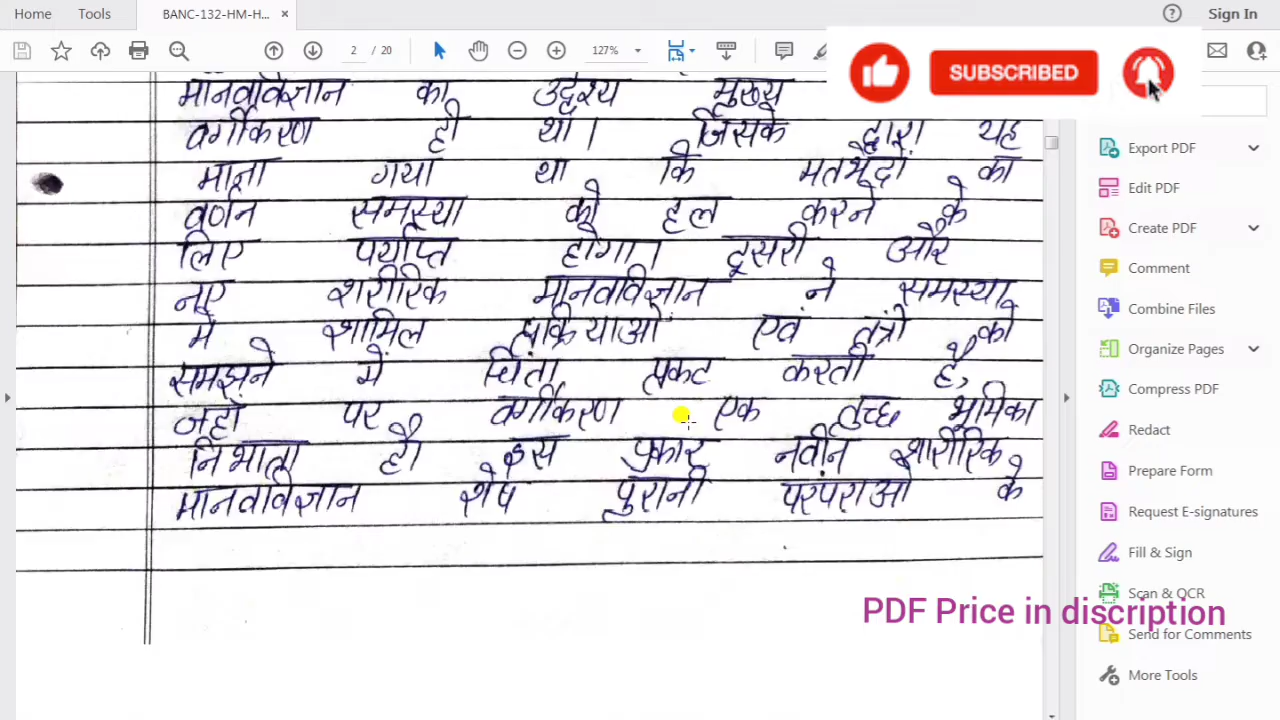 Home Tools BANC-132-HM-H... × Sign In
2 / 20 127%
SUBSCRIBED
मानवविज्ञान का उद्देश्य मुख्य
वर्गीकरण ही था। जिसके द्वारा यह
माना गया था कि मतभेदों का
वर्णन समस्या को हल करने के
लिए पर्याप्त होगा। दूसरी और
नए शरीरिक मानवविज्ञान ने समस्या
में शामिल प्रक्रियाओं एवं तंत्रों को
समझने में चिंता प्रकट करती है,
जहाँ पर वर्गीकरण एक तुच्छ भूमिका
निभाता है। इस प्रकार नवीन शारीरिक
मानवविज्ञान शेष पुरानी परंपराओं के
Export PDF
Edit PDF
Create PDF
Comment
Combine Files
Organize Pages
Compress PDF
Redact
Prepare Form
Request E-signatures
Fill & Sign
Scan & QCR
PDF Price in discription
Send for Comments
More Tools